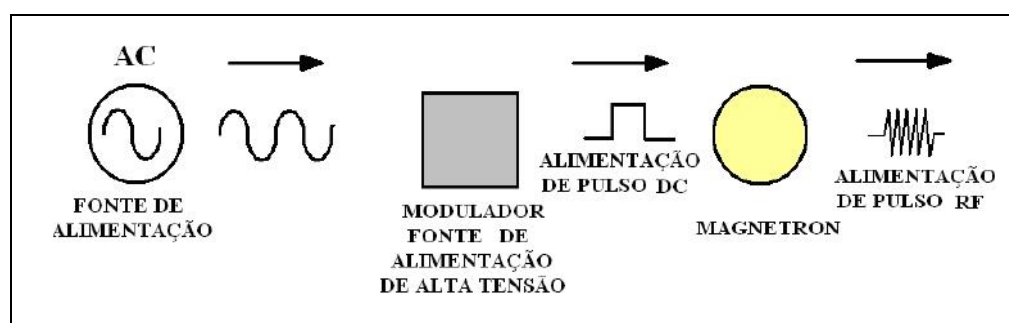 AC
FONTE DE
ALIMENTAÇÃO
MODULADOR
FONTE DE
ALIMENTAÇÃO
DE ALTA TENSÃO
ALIMENTAÇÃO
DE PULSO DC
MAGNETRON
ALIMENTAÇÃO
DE PULSO RF